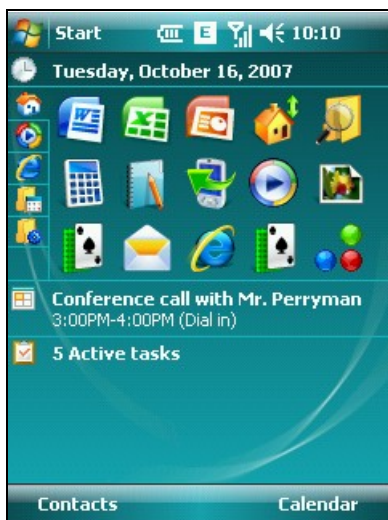 Start E 10:10
Tuesday, October 16, 2007
Conference call with Mr. Perryman
3:00PM-4:00PM (Dial in)
5 Active tasks
Contacts Calendar